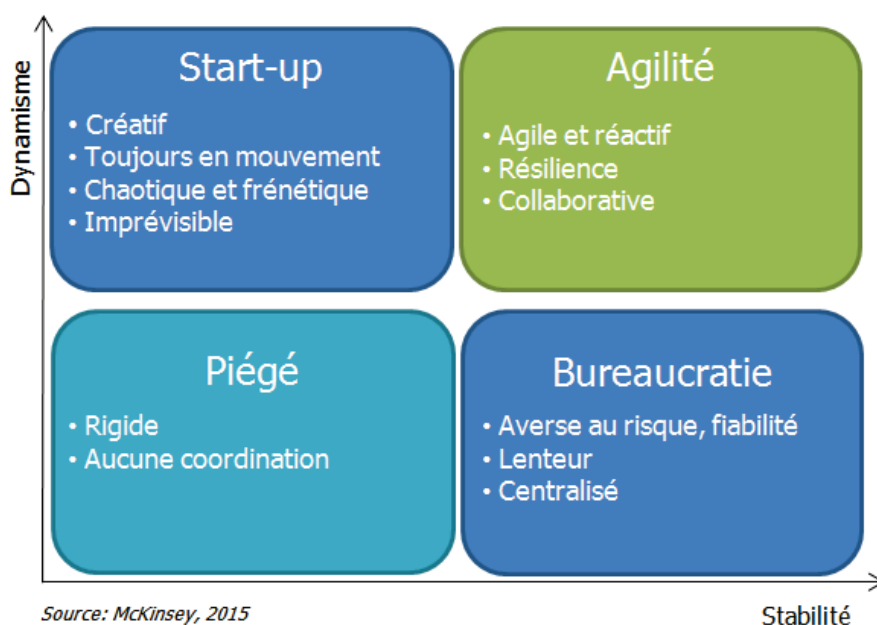 Dynamisme
Start-up
• Créatif
• Toujours en mouvement
• Chaotique et frénétique
• Imprévisible
Agilité
• Agile et réactif
• Résilience
• Collaborative
Piégé
• Rigide
• Aucune coordination
Bureaucratie
• Averse au risque, fiabilité
• Lenteur
• Centralisé
Source: McKinsey, 2015
Stabilité